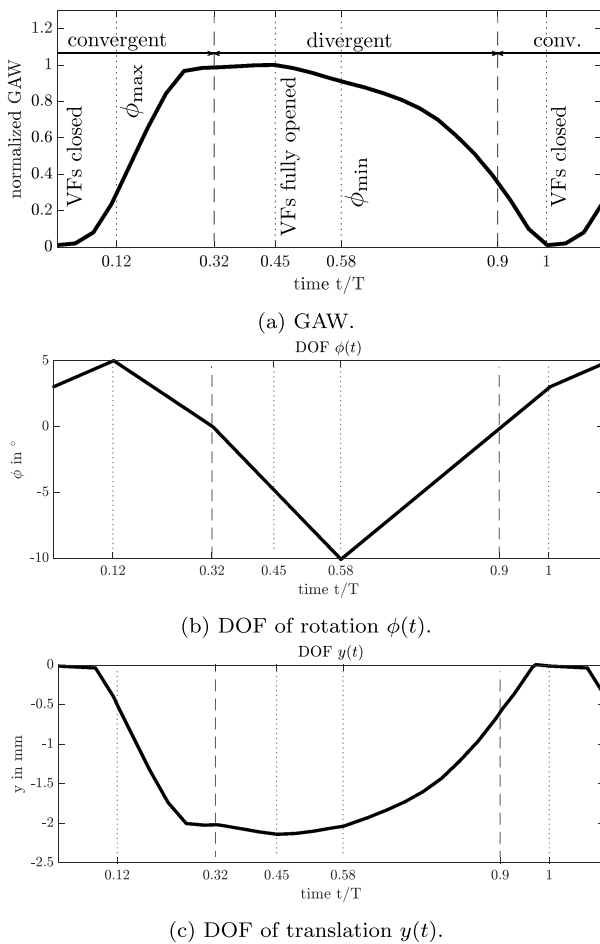 1.2
convergent
divergent
conv.
1
0.8
0.6
0.4
0.2
0
normalized GAW
VFs closed
ϕmax
VFs fully opened
ϕmin
VFs closed
0.12
0.32
0.45
0.58
0.9
1
time t/T
(a) GAW.
DOF ϕ(t)
5
0
-5
-10
ϕ in °
0.12
0.32
0.45
0.58
0.9
1
time t/T
(b) DOF of rotation ϕ(t).
DOF y(t)
0
-0.5
-1
-1.5
-2
-2.5
y in mm
0.12
0.32
0.45
0.58
0.9
1
time t/T
(c) DOF of translation y(t).